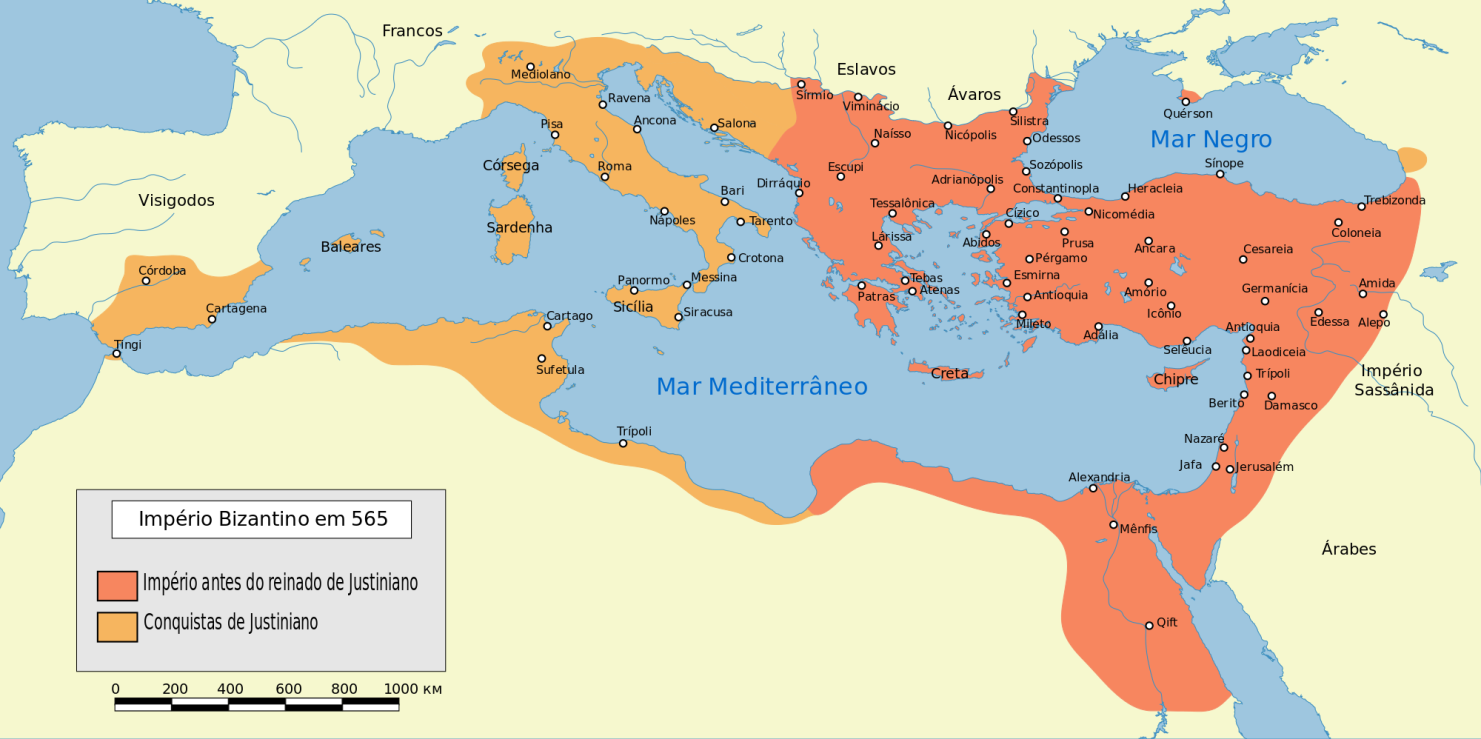 Francos
Eslavos
Ávaros
Mediolano
Ravena
Sírmio
Viminácio
Quérson
Pisa
Ancona
Salona
Naísso
Nicópolis
Silistra
Odessos
Mar Negro
Córsega
Roma
Escupi
Sozópolis
Sínope
Visigodos
Bari
Dirráquio
Adrianópolis
Constantinopla
Heracleia
Trebizonda
Sardenha
Nápoles
Tarento
Tessalônica
Cízico
Nicomédia
Coloneia
Baleares
Lárissa
Abidos
Prusa
Ancara
Cesareia
Córdoba
Crotona
Pérgamo
Panormo
Messina
Tebas
Esmirna
Amório
Germanícia
Amida
Cartagena
Sicília
Siracusa
Patras
Atenas
Antíoquia
Icônio
Edessa
Alepo
Cartago
Mileto
Adália
Antioquia
Tingi
Seleucia
Laodiceia
Sufetula
Mar Mediterrâneo
Creta
Chipre
Trípoli
Império
Sassânida
Berito
Damasco
Trípoli
Nazaré
Jafa
Jerusalém
Alexandria
Mênfis
Árabes
Qift
Império Bizantino em 565
Império antes do reinado de Justiniano
Conquistas de Justiniano
0 200 400 600 800 1000 км